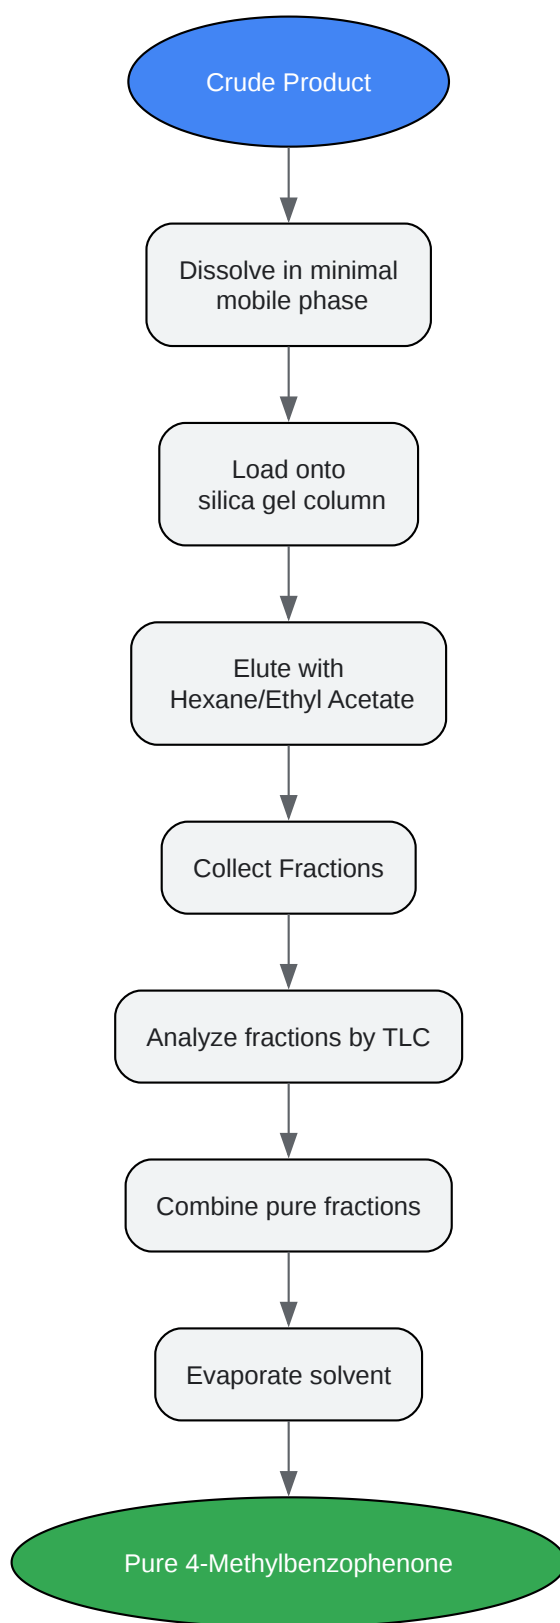 Crude Product
Dissolve in minimal
mobile phase
Load onto
silica gel column
Elute with
Hexane/Ethyl Acetate
Collect Fractions
Analyze fractions by TLC
Combine pure fractions
Evaporate solvent
Pure 4-Methylbenzophenone